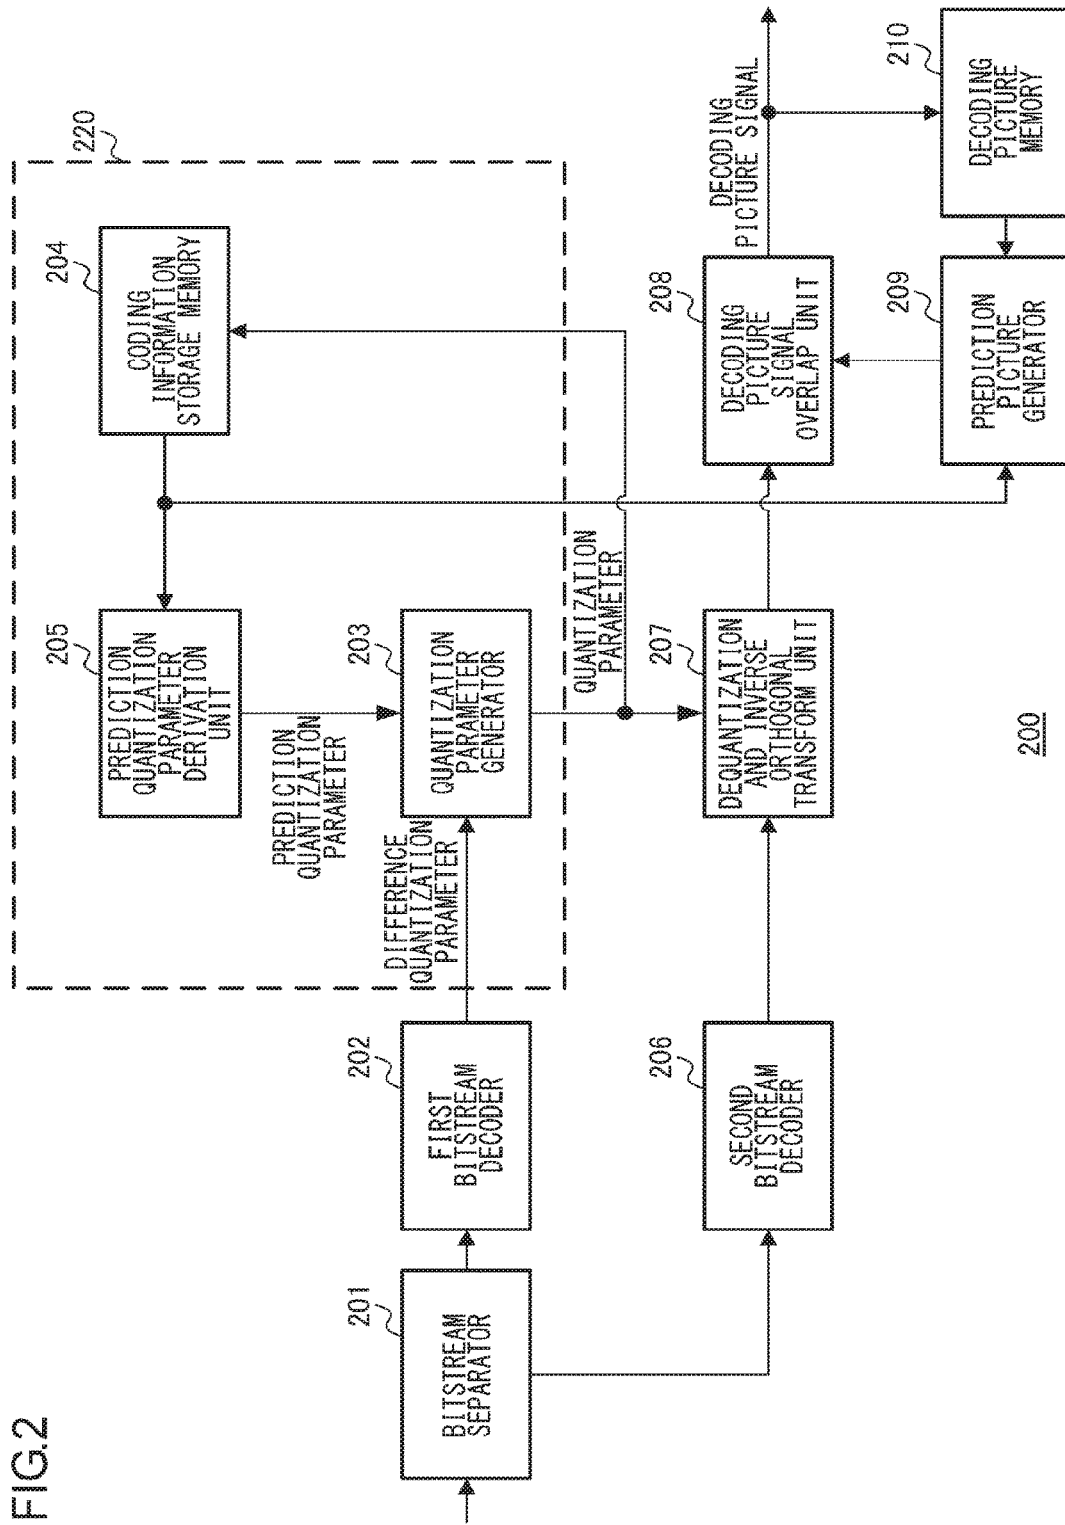 FIG.2
220
204
CODING
INFORMATION
STORAGE MEMORY
205
PREDICTION
QUANTIZATION
PARAMETER
DERIVATION
UNIT
PREDICTION
QUANTIZATION
PARAMETER
203
QUANTIZATION
PARAMETER
GENERATOR
DIFFERENCE
QUANTIZATION
PARAMETER
202
FIRST
BITSTREAM
DECODER
201
BITSTREAM
SEPARATOR
QUANTIZATION
PARAMETER
206
SECOND
BITSTREAM
DECODER
207
DEQUANTIZATION
AND INVERSE
ORTHOGONAL
TRANSFORM UNIT
208
DECODING
PICTURE
SIGNAL
OVERLAP UNIT
DECODING
PICTURE SIGNAL
209
PREDICTION
PICTURE
GENERATOR
210
DECODING
PICTURE
MEMORY
200